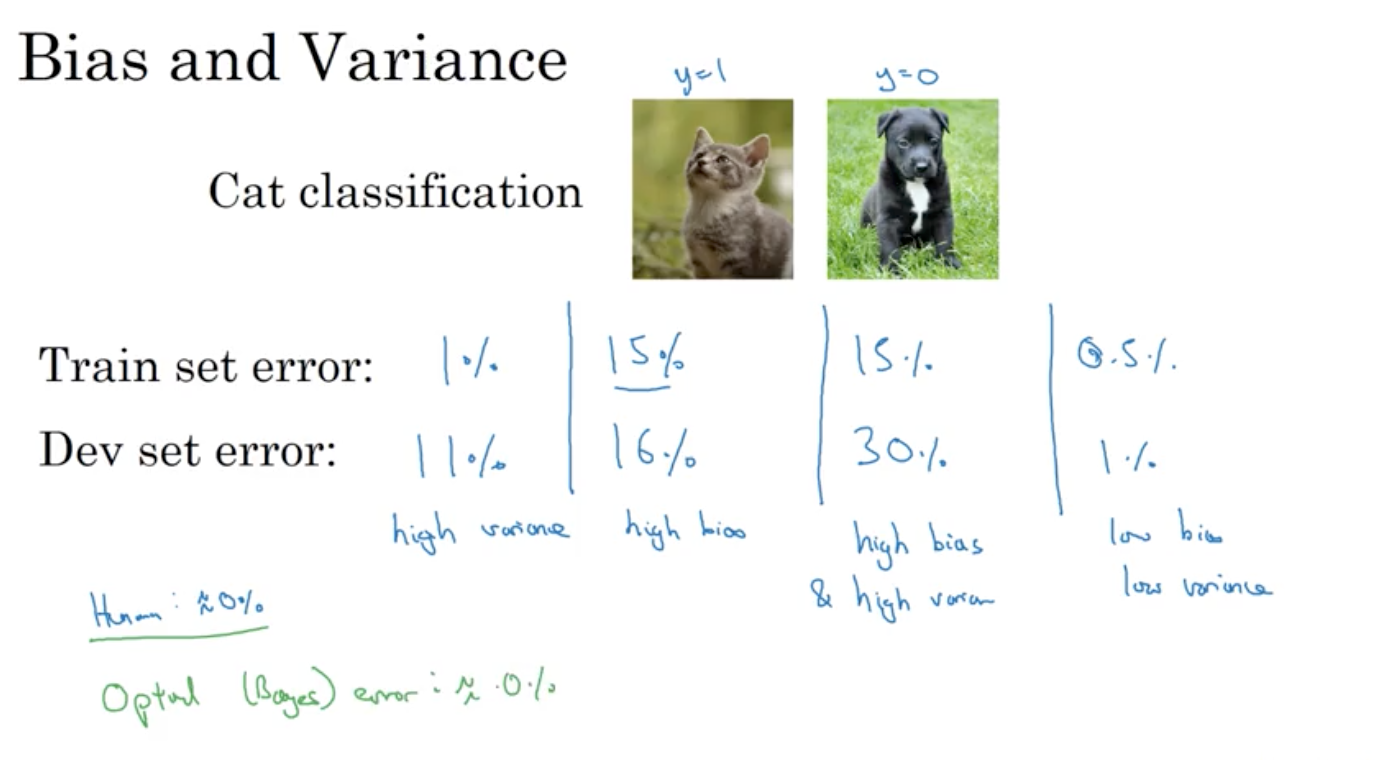 Bias and Variance
y=1 y=0
Cat classification
Train set error: 1% 15% 15% 0.5%
Dev set error: 11% 16% 30% 1%
high variance high bias high bias low bias
& high varian low variance
Human: ≈0%
Optml (Bayes) error: ≈ 0%